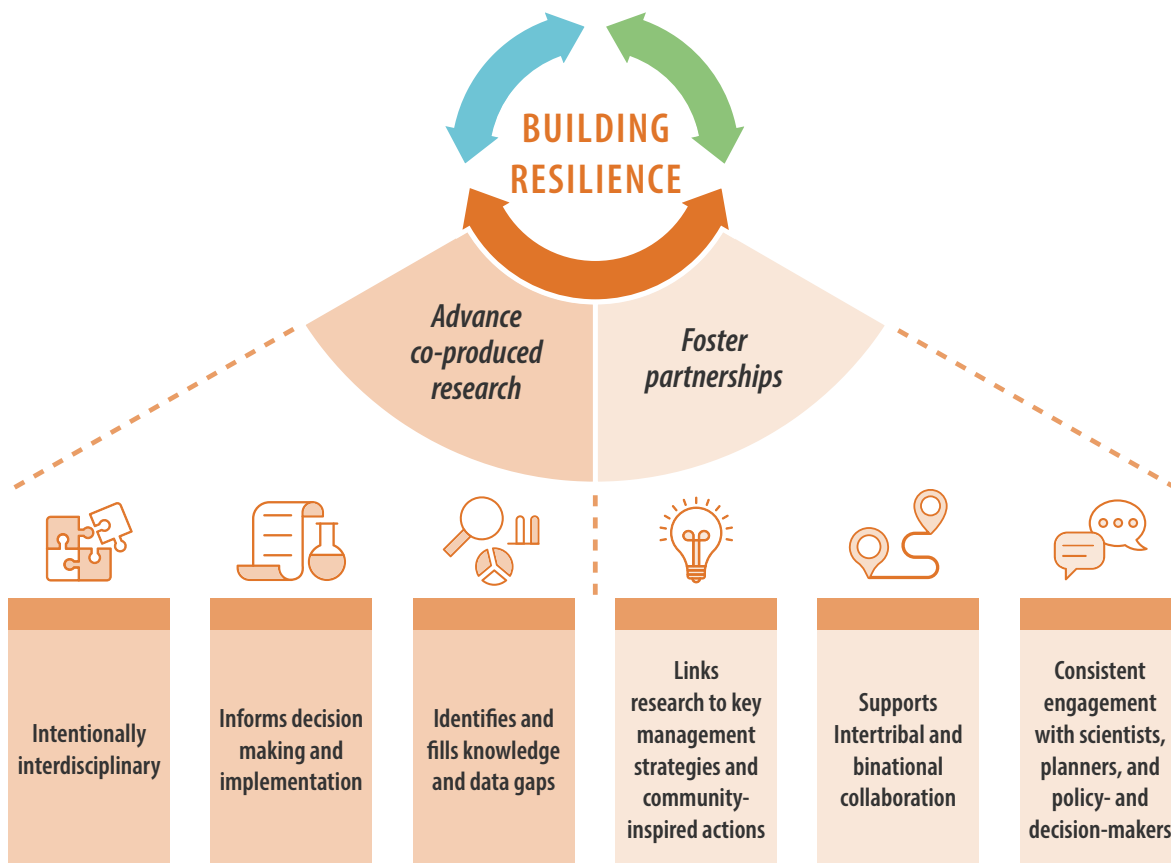 BUILDING
RESILIENCE
Advance
co-produced
research
Foster
partnerships
Intentionally
interdisciplinary
Informs decision
making and
implementation
Identifies and
fills knowledge
and data gaps
Links
research to key
management
strategies and
community-
inspired actions
Supports
Intertribal and
binational
collaboration
Consistent
engagement
with scientists,
planners, and
policy- and
decision-makers